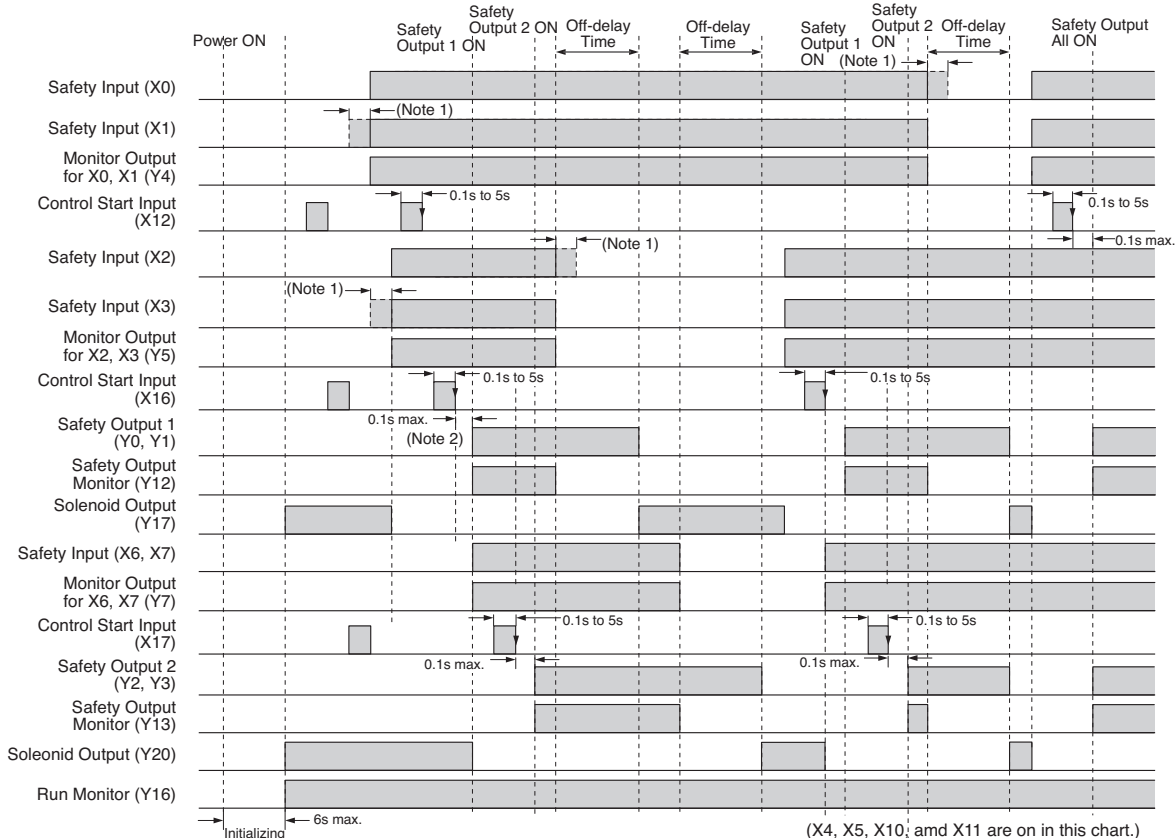 Power ON
Safety
Output 1 ON
Safety
Output 2 ON
Off-delay
Time
Off-delay
Time
Safety
Output 1
ON
Safety
Output 2
ON
Off-delay
Time
Safety Output
All ON
Safety Input (X0)
(Note 1)
Safety Input (X1)
(Note 1)
Monitor Output
for X0, X1 (Y4)
Control Start Input
(X12)
0.1s to 5s
0.1s to 5s
0.1s max.
Safety Input (X2)
(Note 1)
Safety Input (X3)
(Note 1)
Monitor Output
for X2, X3 (Y5)
Control Start Input
(X16)
0.1s to 5s
0.1s to 5s
0.1s max.
(Note 2)
Safety Output 1
(Y0, Y1)
Safety Output
Monitor (Y12)
Solenoid Output
(Y17)
Safety Input (X6, X7)
Monitor Output
for X6, X7 (Y7)
Control Start Input
(X17)
0.1s to 5s
0.1s to 5s
0.1s max.
0.1s max.
Safety Output 2
(Y2, Y3)
Safety Output
Monitor (Y13)
Soleonid Output (Y20)
Run Monitor (Y16)
Initializing
6s max.
(X4, X5, X10, amd X11 are on in this chart.)